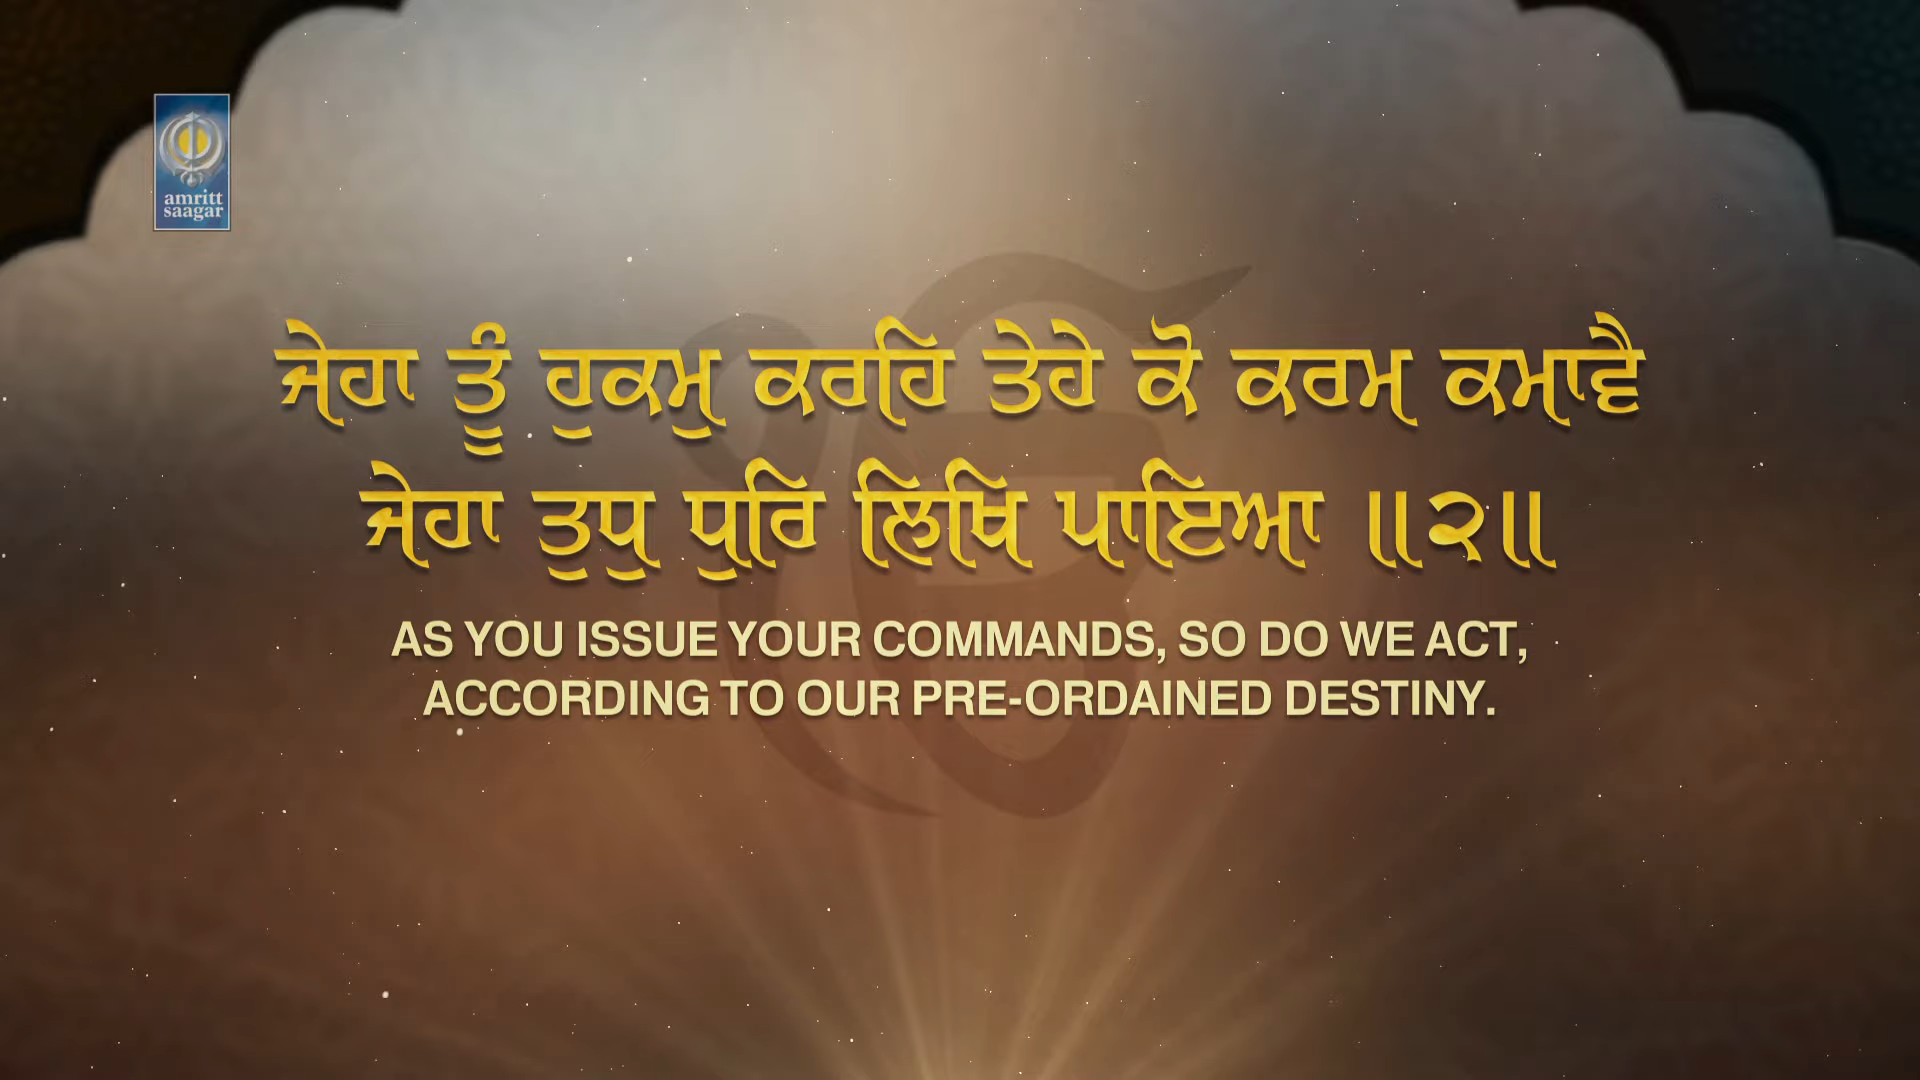 amritt
saagar
ਜੇਹਾ ਤੂੰ ਹੁਕਮੁ ਕਰਹਿ ਤੇਹੇ ਕੋ ਕਰਮ ਕਮਾਵੈ
ਜੇਹਾ ਤੁਧੁ ਧੁਰਿ ਲਿਖਿ ਪਾਇਆ ॥੨॥
AS YOU ISSUE YOUR COMMANDS, SO DO WE ACT,
ACCORDING TO OUR PRE-ORDAINED DESTINY.